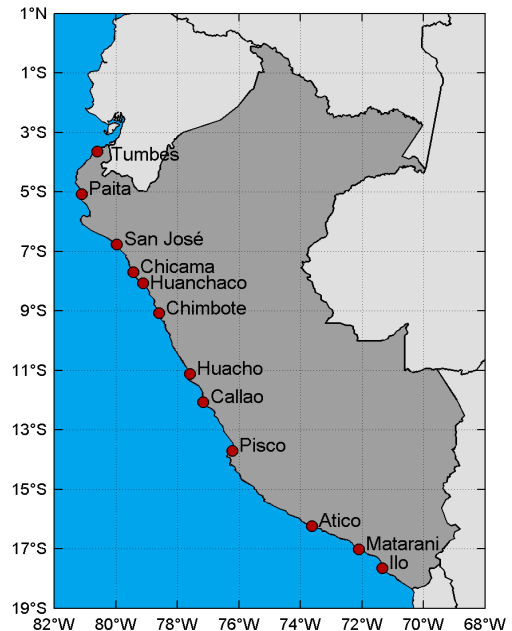 1°N
1°S
3°S
Tumbes
5°S
Paita
San José
7°S
Chicama
Huanchaco
9°S
Chimbote
11°S
Huacho
Callao
13°S
Pisco
15°S
Atico
17°S
Matarani
Ilo
19°S
82°W 80°W 78°W 76°W 74°W 72°W 70°W 68°W